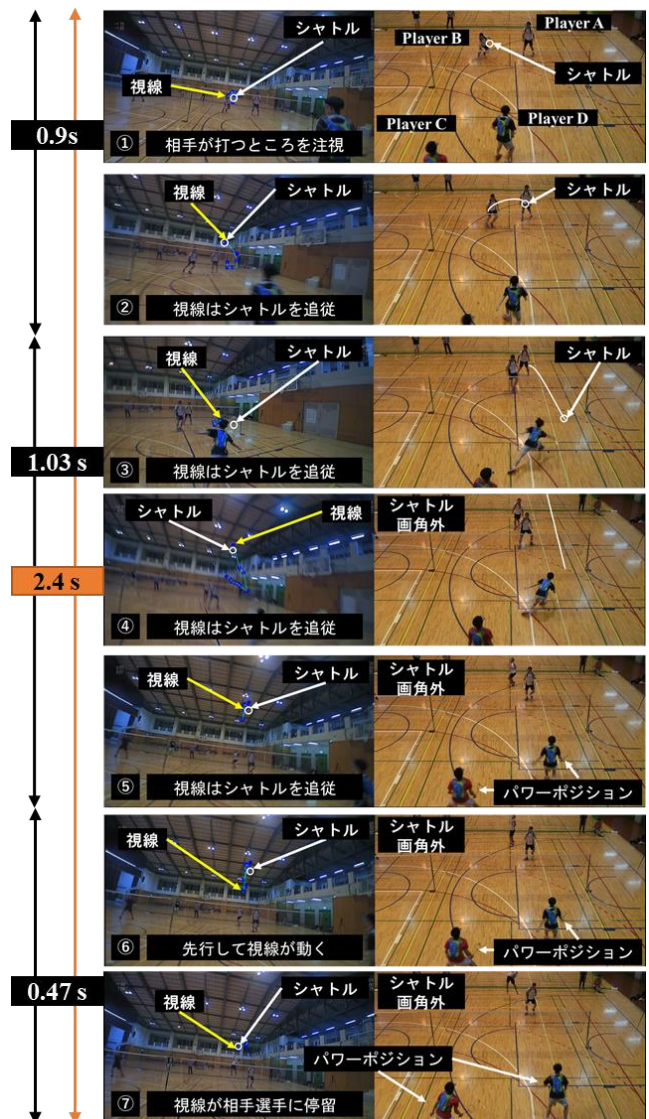 0.9s
シャトル
視線
① 相手が打つところを注視
Player B
Player A
シャトル
Player C
Player D
視線
シャトル
② 視線はシャトルを追従
シャトル
1.03 s
視線
シャトル
③ 視線はシャトルを追従
シャトル
シャトル
視線
④ 視線はシャトルを追従
シャトル
画角外
2.4 s
視線
シャトル
⑤ 視線はシャトルを追従
シャトル
画角外
パワーポジション
0.47 s
視線
シャトル
⑥ 先行して視線が動く
シャトル
画角外
パワーポジション
視線
シャトル
⑦ 視線が相手選手に停留
シャトル
画角外
パワーポジション